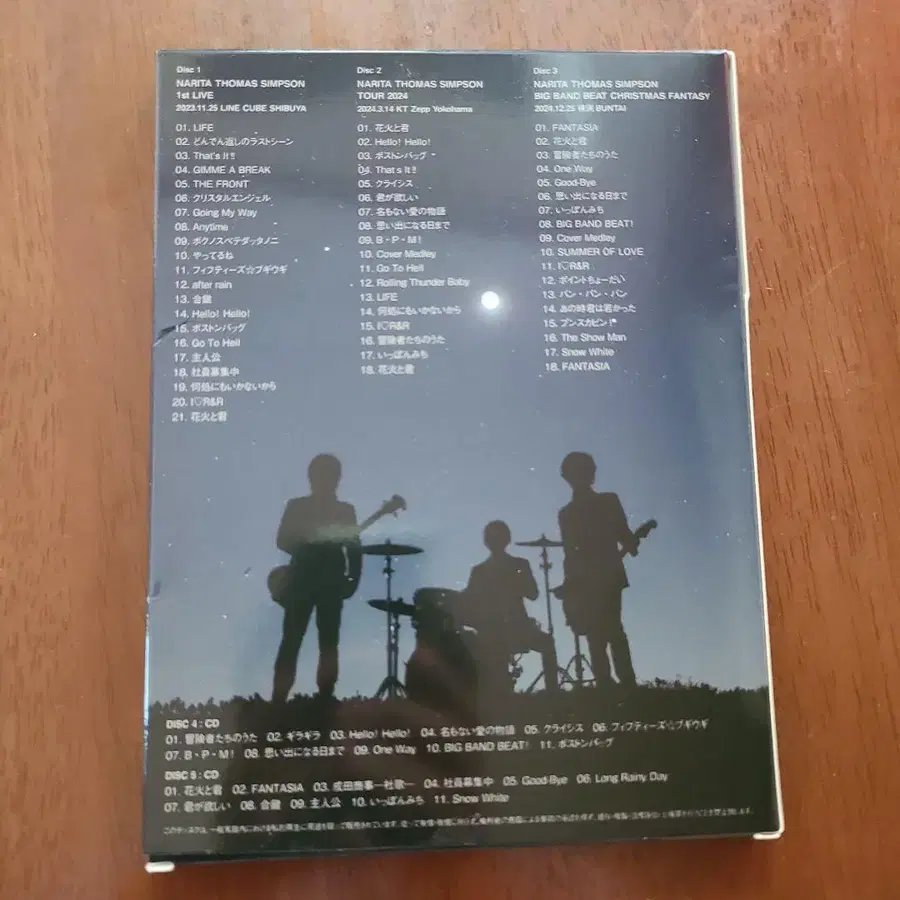 Disc 1
NARITA THOMAS SIMPSON
1st LIVE
2023.11.25 LINE CUBE SHIBUYA
01. LIFE
02. どんでん返しのラストシーン
03. That's It!!
04. GIMME A BREAK
05. THE FRONT
06. クリスタルエンジェル
07. Going My Way
08. Anytime
09. ボクノスベテダッタノニ
10. やってるね
11. フィフティーズ☆ブギウギ
12. after rain
13. 合鍵
14. Hello! Hello!
15. ボストンバッグ
16. Go To Hell
17. 主人公
18. 社員募集中
19. 何処にもいかないから
20. I♡R&R
21. 花火と君
Disc 2
NARITA THOMAS SIMPSON
TOUR 2024
2024.3.14 KT Zepp Yokohama
01. 花火と君
02. Hello! Hello!
03. ボストンバッグ
04. That's It!!
05. クライシス
06. 君が欲しい
07. 名もない愛の物語
08. 思い出になる日まで
09. B・P・M!
10. Cover Medley
11. Go To Hell
12. Rolling Thunder Baby
13. LIFE
14. 何処にもいかないから
15. I♡R&R
16. 冒険者たちのうた
17. いっぽんみち
18. 花火と君
Disc 3
NARITA THOMAS SIMPSON
BIG BAND BEAT CHRISTMAS FANTASY
2024.12.25 横浜 BUNTAI
01. FANTASIA
02. 花火と君
03. 冒険者たちのうた
04. One Way
05. Good-Bye
06. 思い出になる日まで
07. いっぽんみち
08. BIG BAND BEAT!
09. Cover Medley
10. SUMMER OF LOVE
11. I♡R&R
12. ポイントちょーだい
13. バン・バン・バン
14. あの時君は若かった
15. プンスカピン!
16. The Show Man
17. Snow White
18. FANTASIA
DISC 4 : CD
01. 冒険者たちのうた 02. ギラギラ 03. Hello! Hello! 04. 名もない愛の物語 05. クライシス 06. フィフティーズ☆ブギウギ
07. B・P・M! 08. 思い出になる日まで 09. One Way 10. BIG BAND BEAT! 11. ボストンバッグ
DISC 5 : CD
01. 花火と君 02. FANTASIA 03. 成田商事―社歌― 04. 社員募集中 05. Good-Bye 06. Long Rainy Day
07. 君が欲しい 08. 合鍵 09. 主人公 10. いっぽんみち 11. Snow White